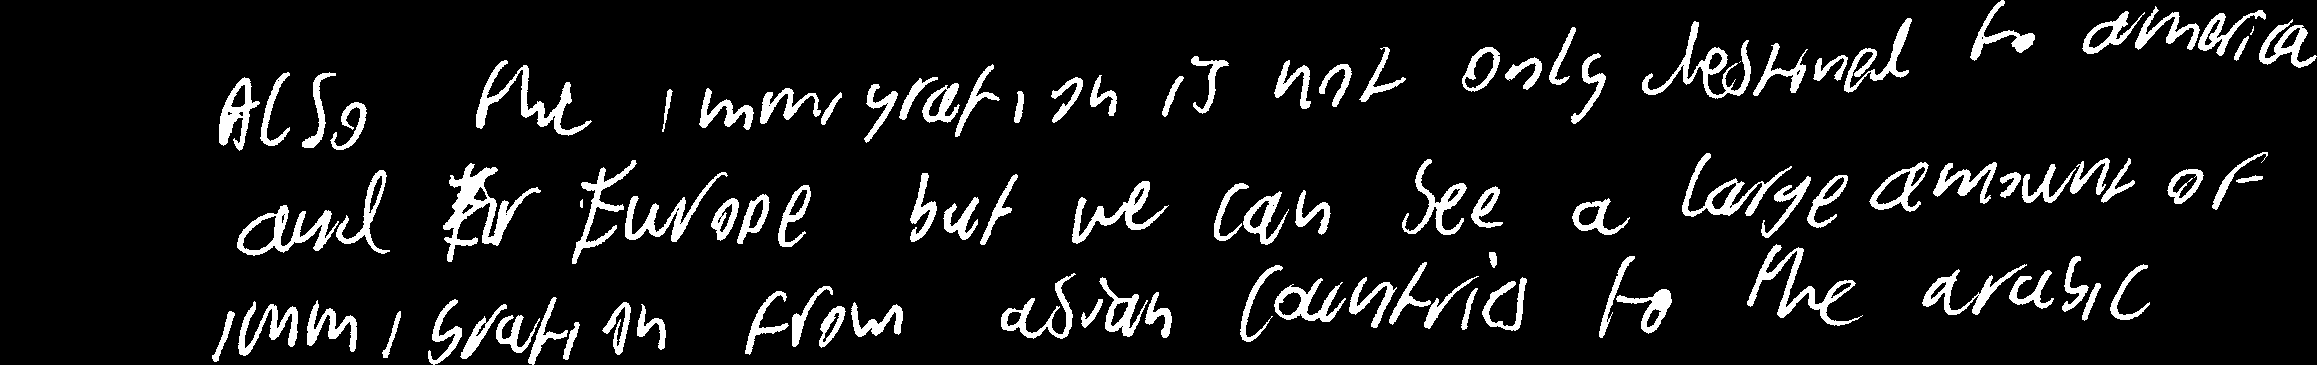 Also the immigration is not only destined to america
and Europe but we can see a large amount of
immigration from asian countries to the arabic